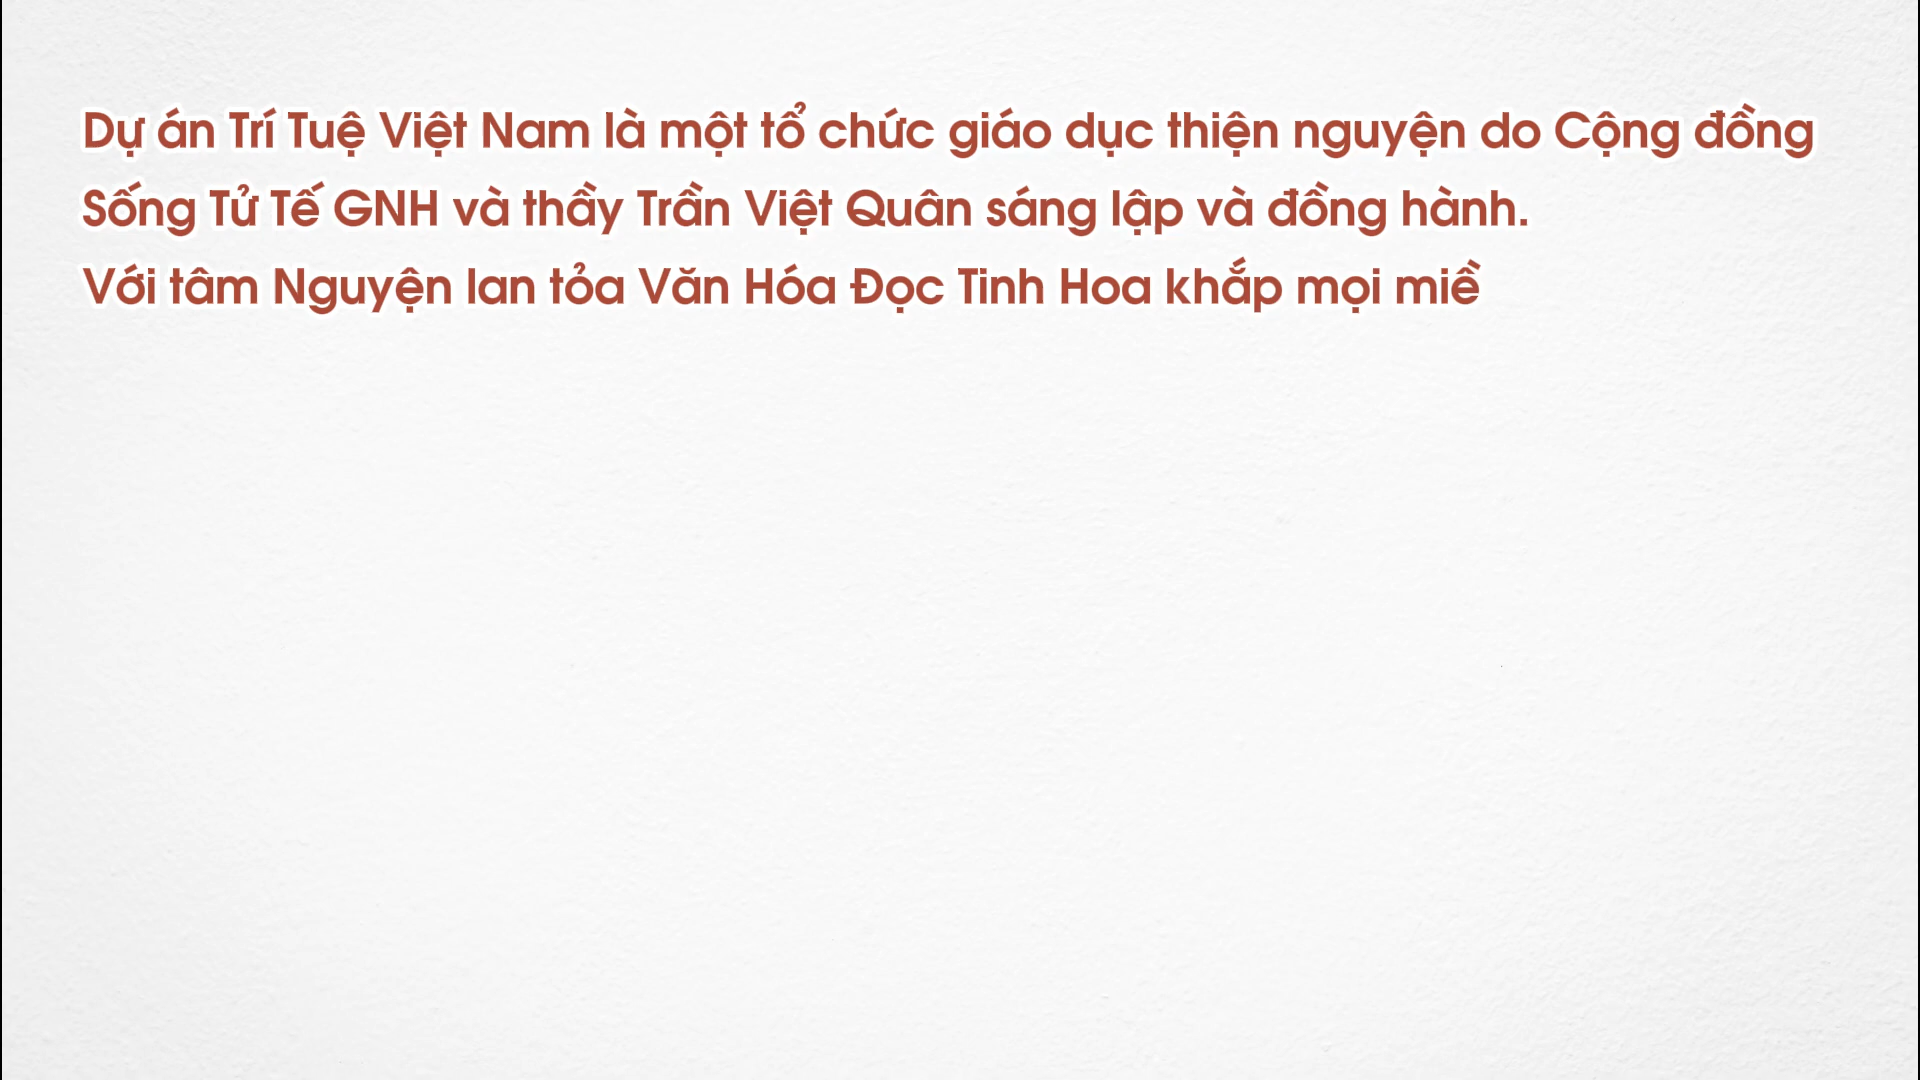 Dự án Trí Tuệ Việt Nam là một tổ chức giáo dục thiện nguyện do Cộng đồng
Sống Tử Tế GNH và thầy Trần Việt Quân sáng lập và đồng hành.
Với tâm Nguyện lan tỏa Văn Hóa Đọc Tinh Hoa khắp mọi miề